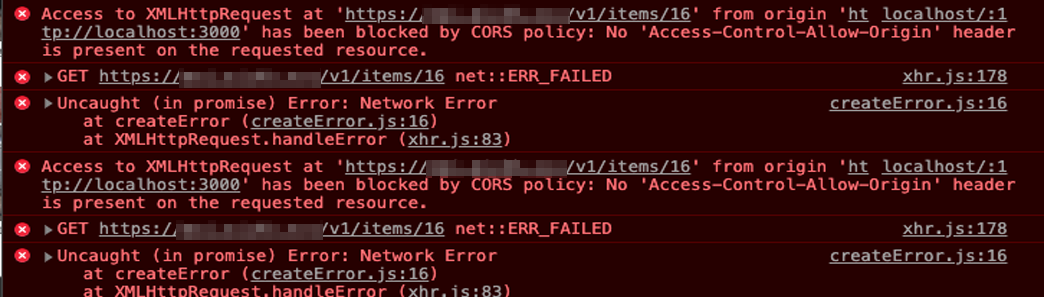 Access to XMLHttpRequest at 'https:// /v1/items/16' from origin 'ht localhost/:1
tp://localhost:3000' has been blocked by CORS policy: No 'Access-Control-Allow-Origin' header
is present on the requested resource.
GET https:// /v1/items/16 net::ERR_FAILED xhr.js:178
Uncaught (in promise) Error: Network Error createError.js:16
at createError (createError.js:16)
at XMLHttpRequest.handleError (xhr.js:83)
Access to XMLHttpRequest at 'https:// /v1/items/16' from origin 'ht localhost/:1
tp://localhost:3000' has been blocked by CORS policy: No 'Access-Control-Allow-Origin' header
is present on the requested resource.
GET https:// /v1/items/16 net::ERR_FAILED xhr.js:178
Uncaught (in promise) Error: Network Error createError.js:16
at createError (createError.js:16)
at XMLHttpRequest.handleError (xhr.js:83)